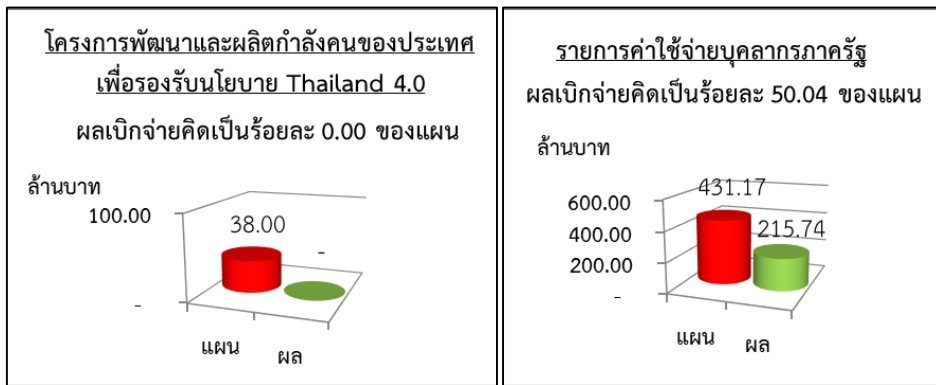 โครงการพัฒนาและผลิตกำลังคนของประเทศ
เพื่อรองรับนโยบาย Thailand 4.0
ผลเบิกจ่ายคิดเป็นร้อยละ 0.00 ของแผน
ล้านบาท
100.00
38.00
-
-
แผน
ผล
รายการค่าใช้จ่ายบุคลากรภาครัฐ
ผลเบิกจ่ายคิดเป็นร้อยละ 50.04 ของแผน
ล้านบาท
431.17
600.00
215.74
400.00
200.00
-
แผน
ผล